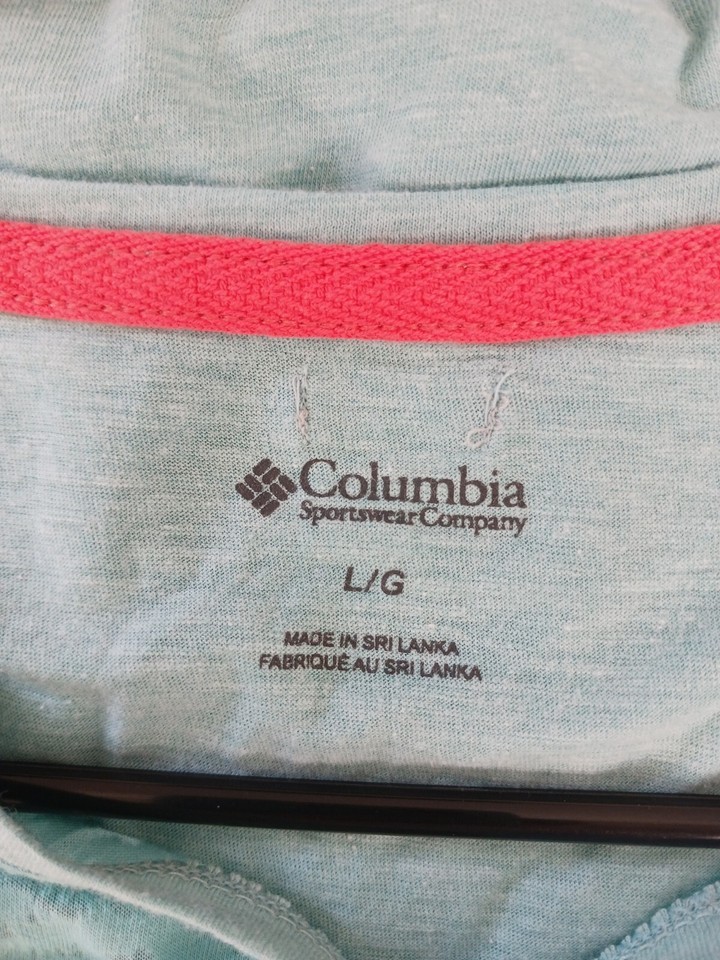 Columbia
Sportswear Company
L/G
MADE IN SRI LANKA
FABRIQUÉ AU SRI LANKA